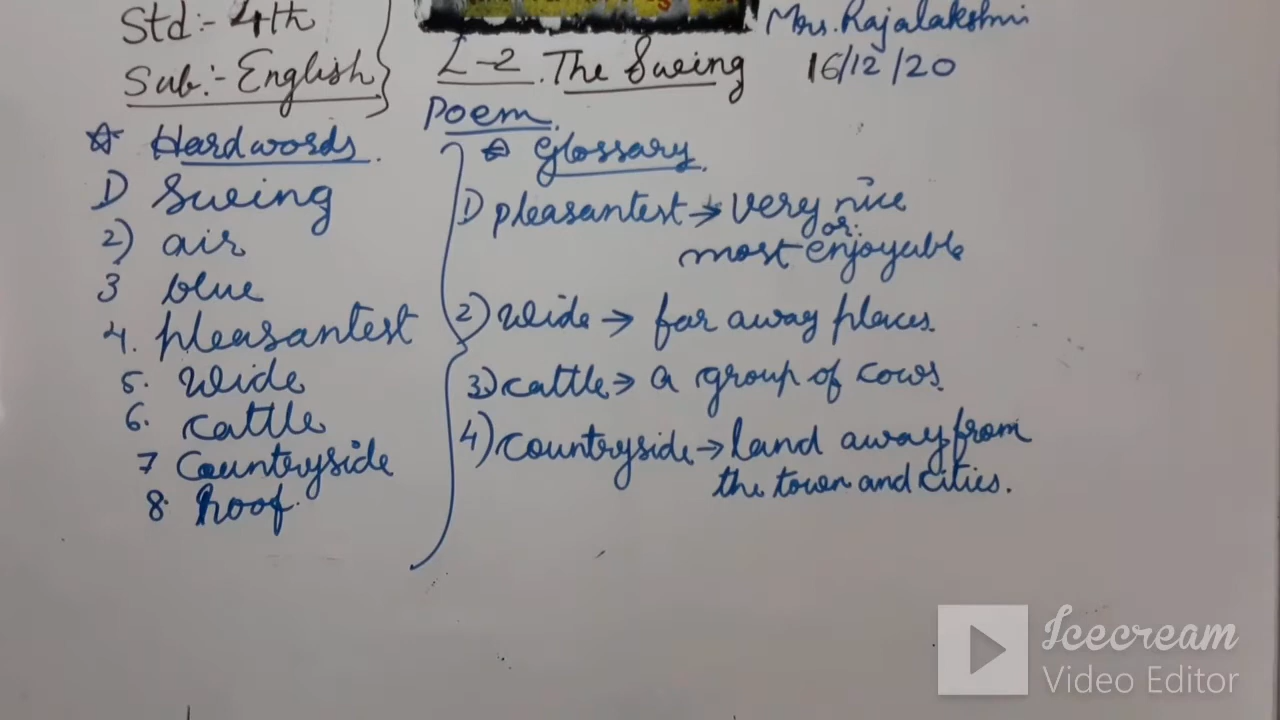 Std:- 4th
Sub:- English
Mrs. Rajalakshmi
L-2. The Swing
16/12/20
Poem.
☆ Hardwords.
1) Swing
2) air
3 blue
4. pleasantest
5. wide
6. cattle
7 Countryside
8. Roof.
☆ Glossary.
1) pleasantest → very nice
or.
most enjoyable
2) wide → far away places.
3) cattle → a group of cows.
4) Countryside → land away from
the town and cities.
Icecream
Video Editor